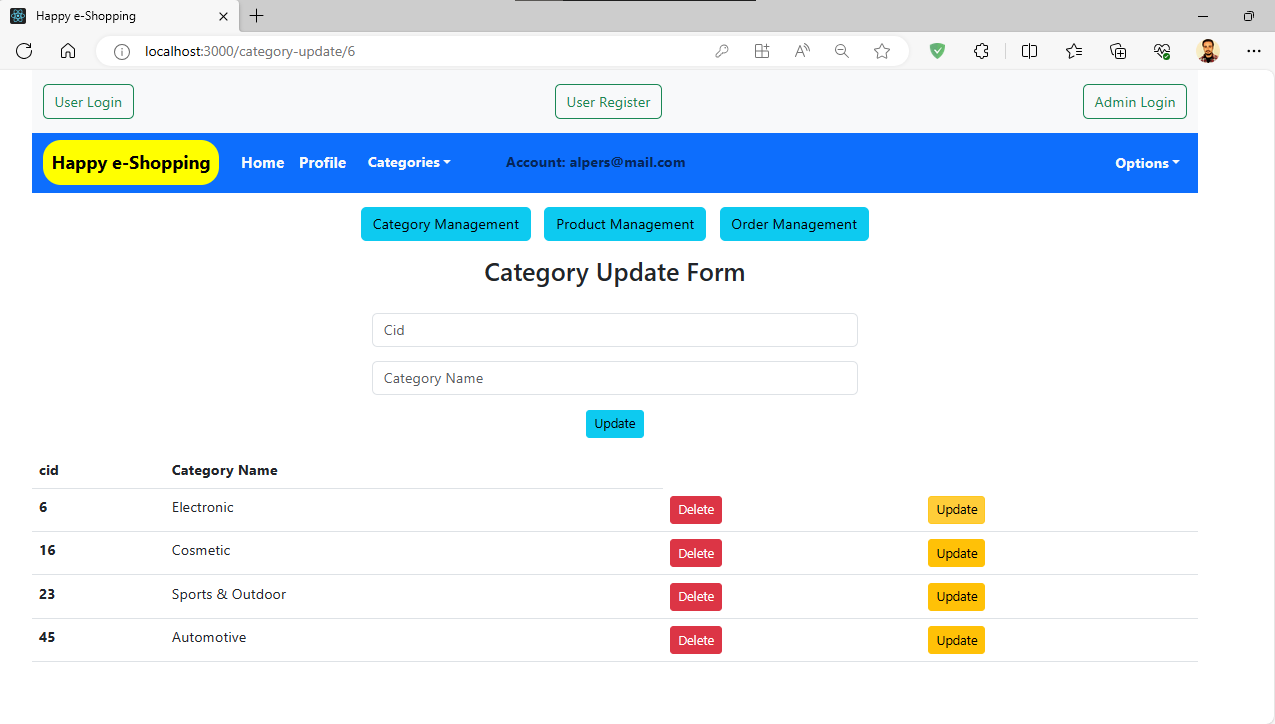 Happy e-Shopping
localhost:3000/category-update/6
User Login User Register Admin Login
Happy e-Shopping Home Profile Categories Account: alpers@mail.com Options
Category Management Product Management Order Management
Category Update Form
Cid
Category Name
Update
cid Category Name
6 Electronic Delete Update
16 Cosmetic Delete Update
23 Sports & Outdoor Delete Update
45 Automotive Delete Update